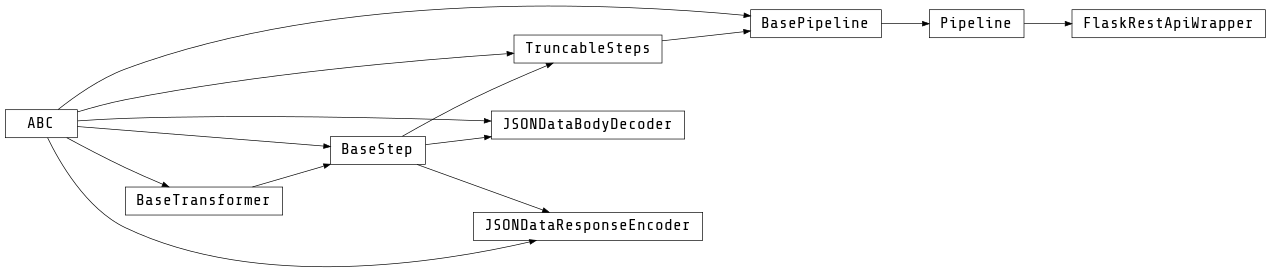 BasePipeline
Pipeline
FlaskRestApiWrapper
TruncableSteps
ABC
JSONDataBodyDecoder
BaseStep
BaseTransformer
JSONDataResponseEncoder